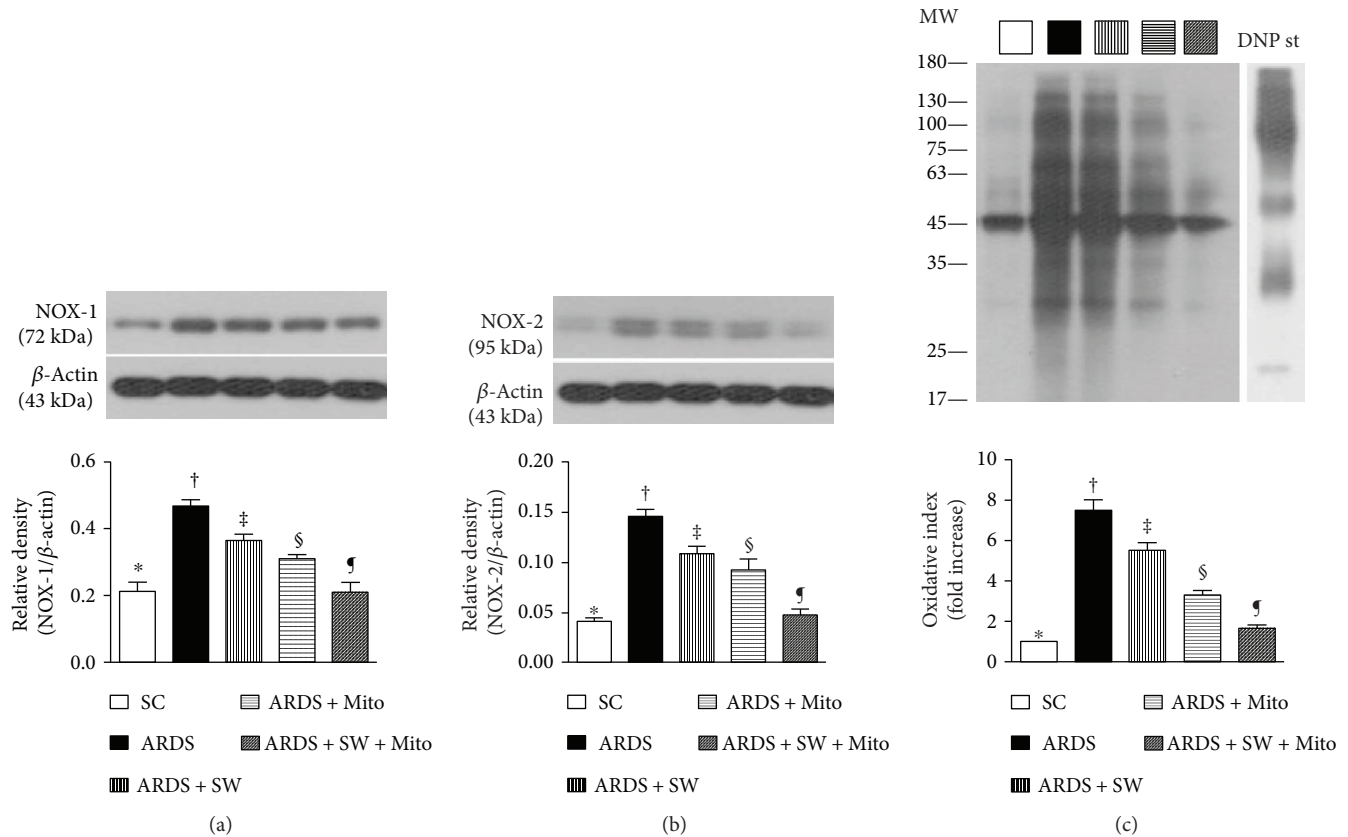 NOX-1
(72 kDa)
β-Actin
(43 kDa)
Relative density
(NOX-1/β-actin)
0.6
0.4
0.2
0.0
*
†
‡
§
¶
SC
ARDS + Mito
ARDS
ARDS + SW + Mito
ARDS + SW
(a)
NOX-2
(95 kDa)
β-Actin
(43 kDa)
Relative density
(NOX-2/β-actin)
0.20
0.15
0.10
0.05
0.00
*
†
‡
§
¶
SC
ARDS + Mito
ARDS
ARDS + SW + Mito
ARDS + SW
(b)
MW
DNP st
180
130
100
75
63
45
35
25
17
Oxidative index
(fold increase)
10
8
6
4
2
0
*
†
‡
§
¶
SC
ARDS + Mito
ARDS
ARDS + SW + Mito
ARDS + SW
(c)